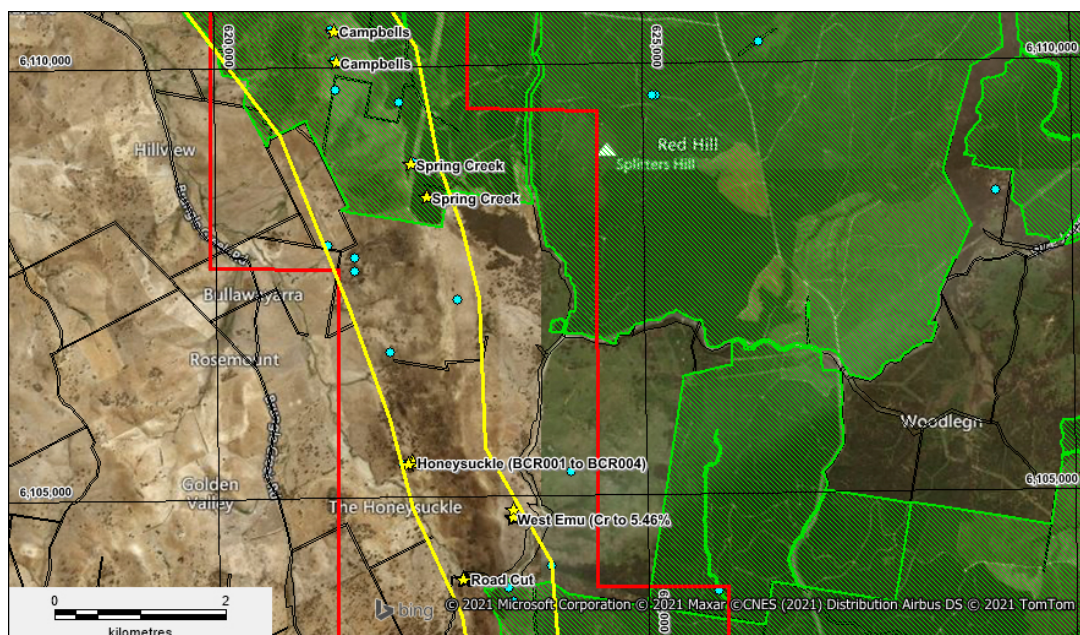 620,000
625,000
Campbells
6,110,000
6,110,000
Campbells
Hillview
Red Hill
Splitters Hill
Spring Creek
Spring Creek
Bullawayarra
Rosemount
Woodlegh
Honeysuckle (BCR001 to BCR004)
6,105,000
6,105,000
Golden
Valley
The Honeysuckle
West Emu (Cr to 5.46%
Road Cut
0
2
kilometres
bing
© 2021 Microsoft Corporation © 2021 Maxar ©CNES (2021) Distribution Airbus DS © 2021 TomTom